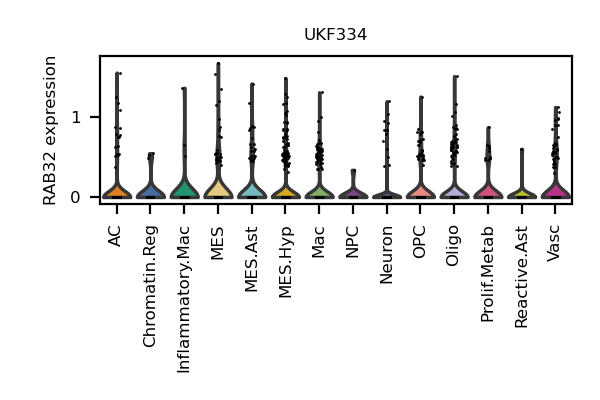 UKF334
RAB32 expression
1
0
AC
Chromatin.Reg
Inflammatory.Mac
MES
MES.Ast
MES.Hyp
Mac
NPC
Neuron
OPC
Oligo
Prolif.Metab
Reactive.Ast
Vasc